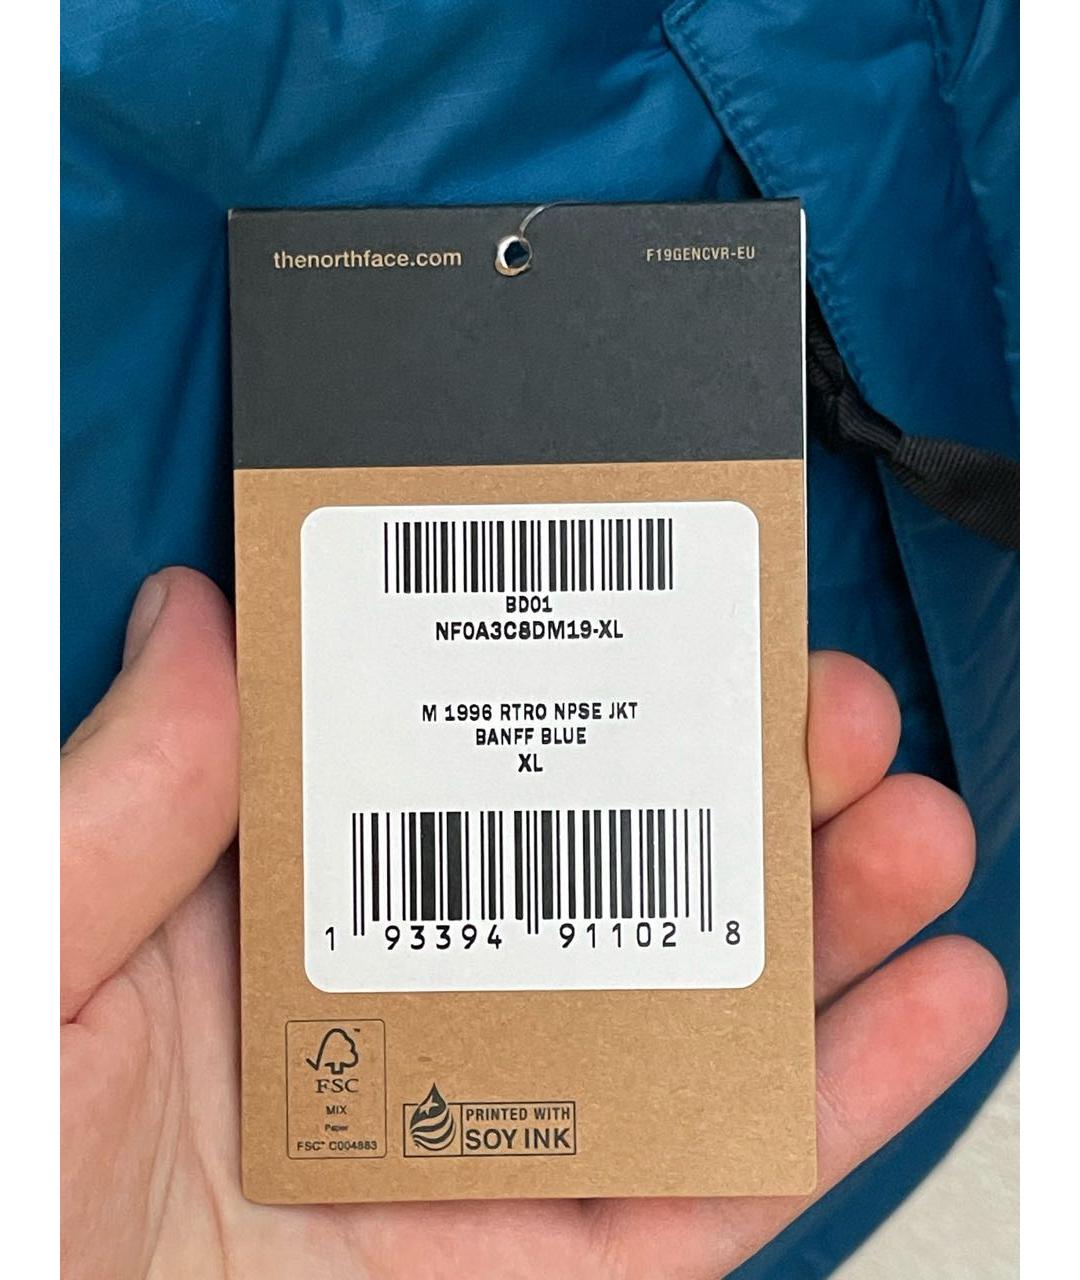 thenorthface.com
F19GENCVR-EU
BD01
NF0A3C8DM19-XL
M 1996 RTRO NPSE JKT
BANFF BLUE
XL
1 93394 91102 8
FSC™
MIX
Paper
FSC® C004883
PRINTED WITH
SOY INK